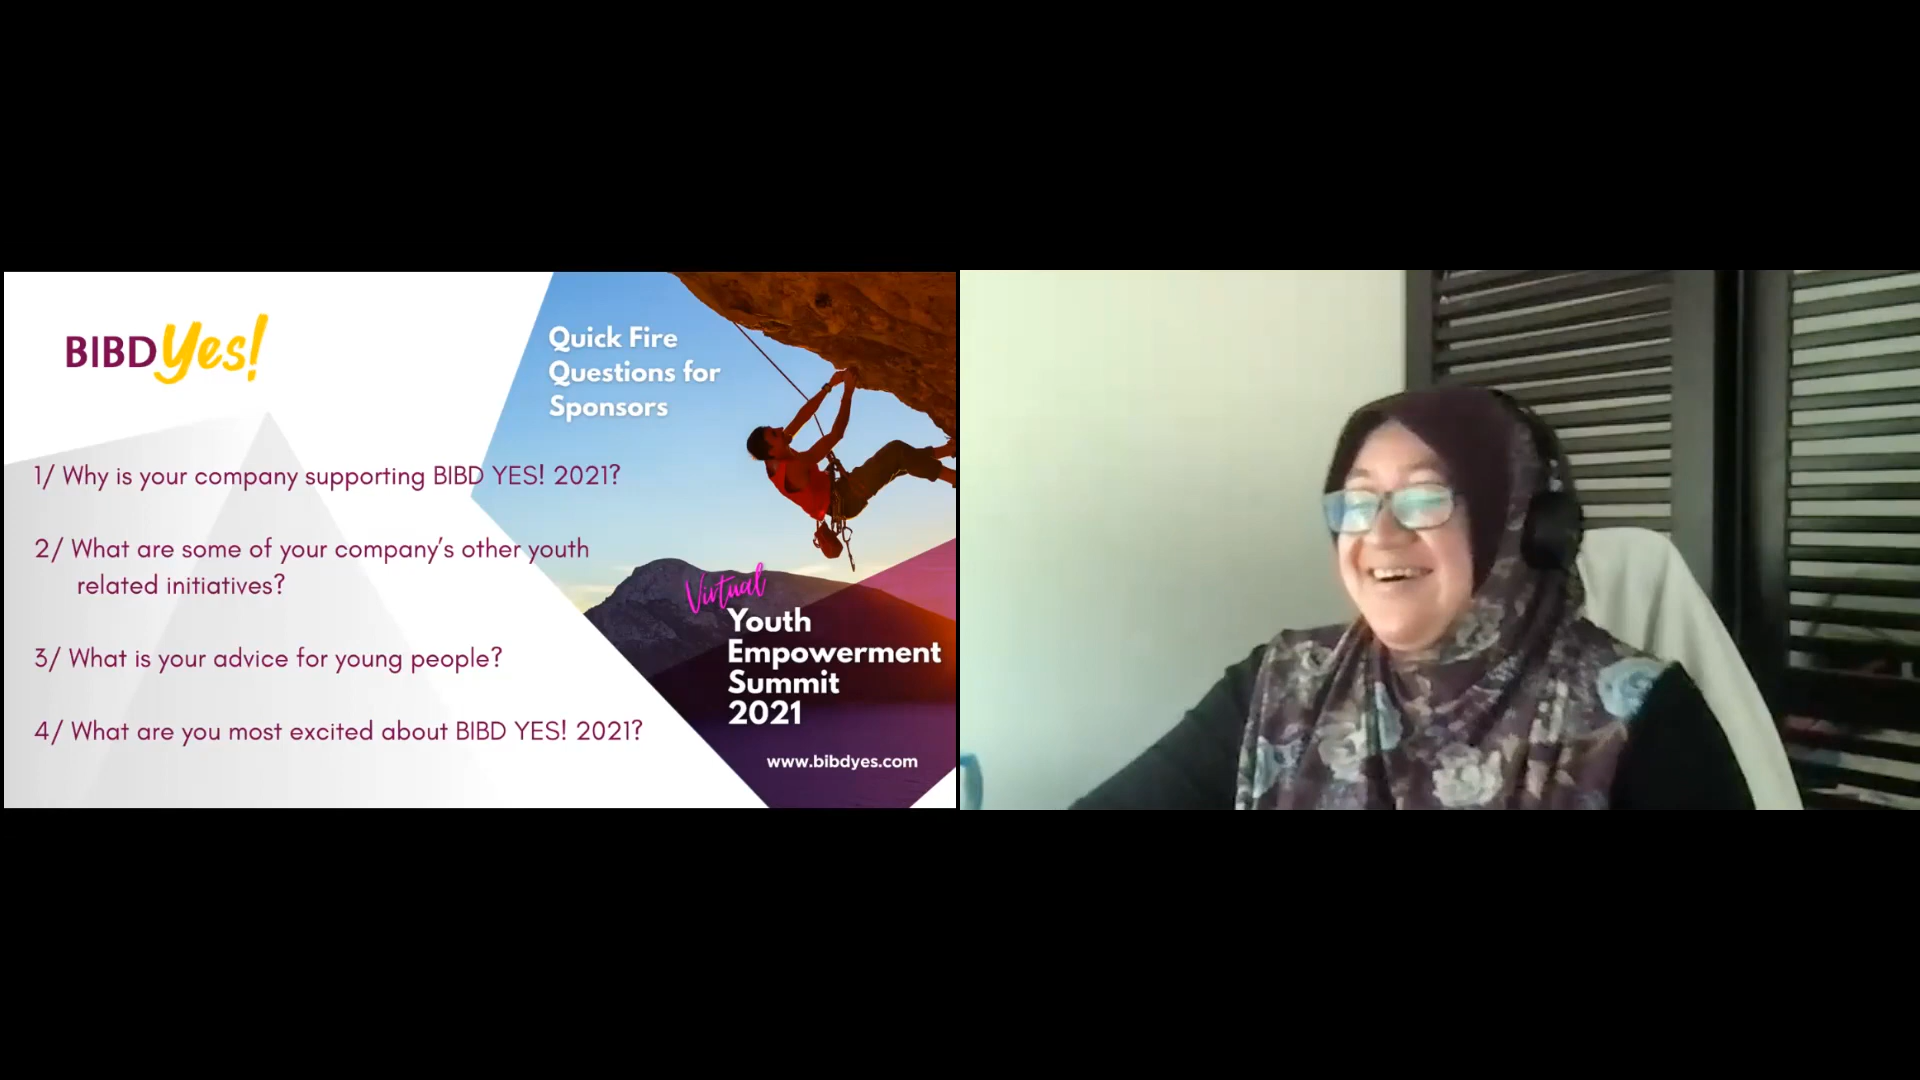 BIBD Yes!
Quick Fire
Questions for
Sponsors
1/ Why is your company supporting BIBD YES! 2021?
2/ What are some of your company's other youth
related initiatives?
3/ What is your advice for young people?
4/ What are you most excited about BIBD YES! 2021?
Virtual
Youth
Empowerment
Summit
2021
www.bibdyes.com